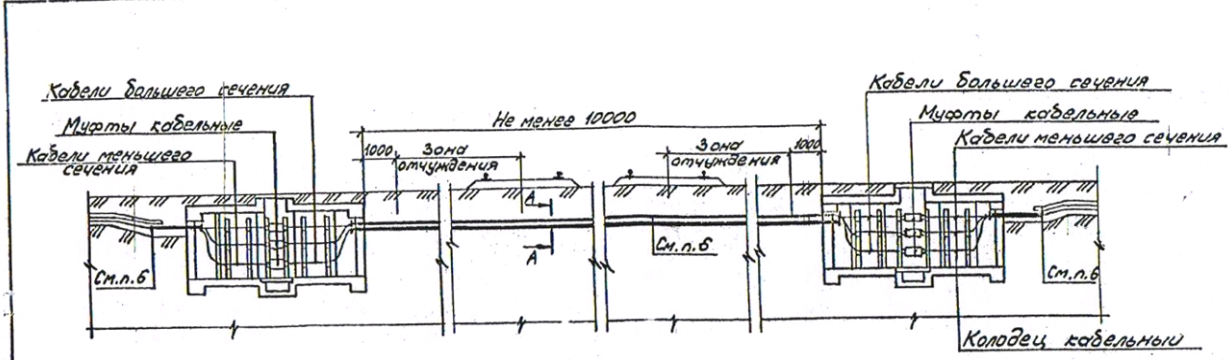 Кабели большего сечения
Муфты кабельные
Кабели меньшего
сечения
Не менее 10000
1000
Зона
отчуждения
Зона
отчуждения
1000
Кабели большего сечения
Муфты кабельные
Кабели меньшего сечения
А
А
См.п.6
См.п.6
См.п.6
Колодец кабельный